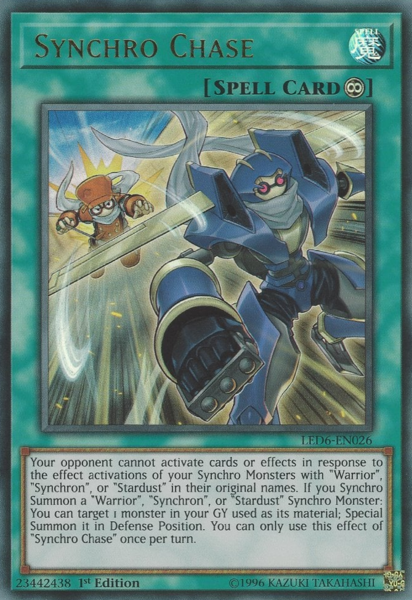 SYNCHRO CHASE
SPELL
魔
[SPELL CARD]
LED6-EN026
Your opponent cannot activate cards or effects in response to
the effect activations of your Synchro Monsters with "Warrior",
"Synchron", or "Stardust" in their original names. If you Synchro
Summon a "Warrior", "Synchron", or "Stardust" Synchro Monster:
You can target 1 monster in your GY used as its material; Special
Summon it in Defense Position. You can only use this effect of
"Synchro Chase" once per turn.
23442438 1st Edition
©1996 KAZUKI TAKAHASHI